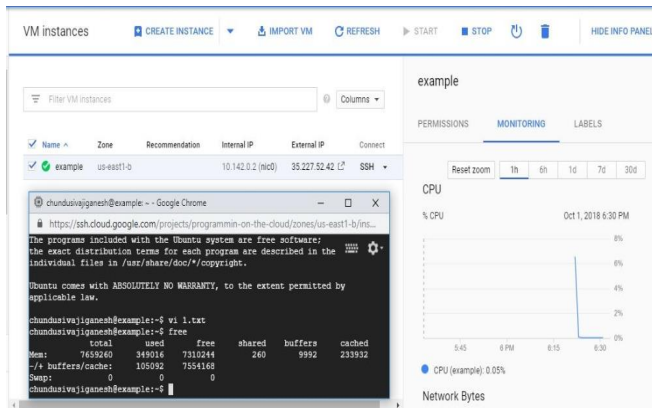 VM instances
CREATE INSTANCE
IMPORT VM
REFRESH
START
STOP
HIDE INFO PANEL
Filter VM instances
Columns
Name
Zone
Recommendation
Internal IP
External IP
Connect
example
us-east1-b
10.142.0.2 (nic0)
35.227.52.42
SSH
chundusivajiganesh@example: ~ - Google Chrome
https://ssh.cloud.google.com/projects/programmin-on-the-cloud/zones/us-east1-b/ins...
The programs included with the Ubuntu system are free software;
the exact distribution terms for each program are described in the
individual files in /usr/share/doc/*/copyright.
Ubuntu comes with ABSOLUTELY NO WARRANTY, to the extent permitted by
applicable law.
chundusivajiganesh@example:~$ vi 1.txt
chundusivajiganesh@example:~$ free
total used free shared buffers cached
Mem: 7659260 349016 7310244 260 9992 233932
-/+ buffers/cache: 105092 7554168
Swap: 0 0 0
chundusivajiganesh@example:~$
example
PERMISSIONS
MONITORING
LABELS
Reset zoom
1h
6h
1d
7d
30d
CPU
% CPU
Oct 1, 2018 6:30 PM
8%
6%
4%
2%
0%
5:45
6 PM
6:15
6:30
CPU (example): 0.05%
Network Bytes